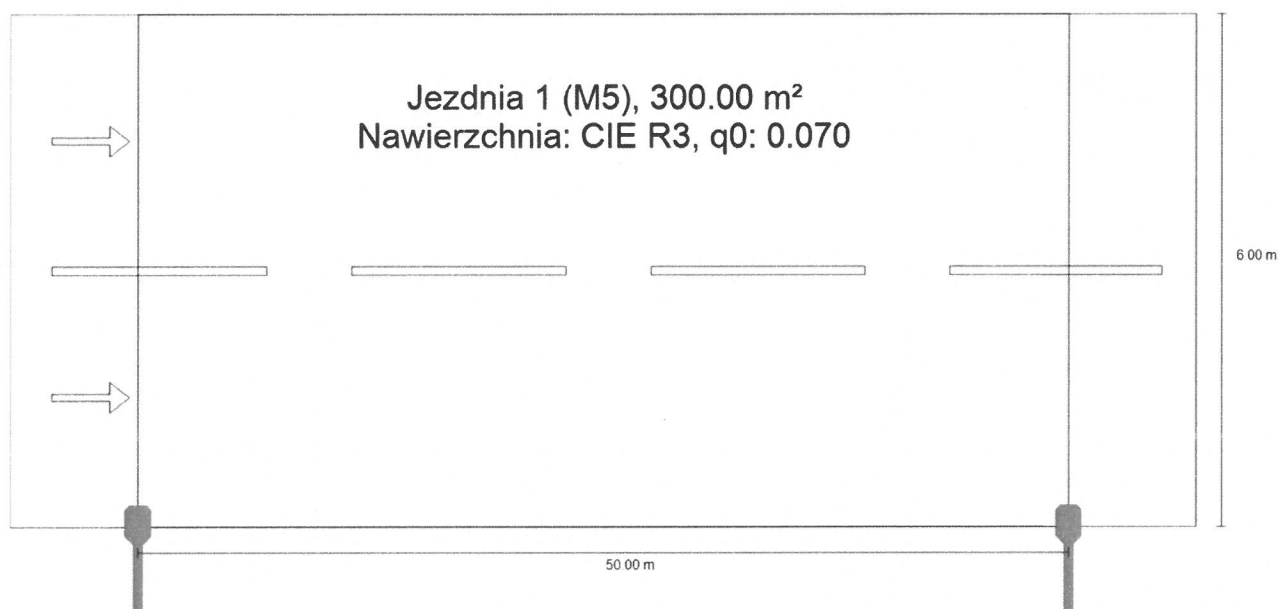 Jezdnia 1 (M5), 300.00 m²
Nawierzchnia: CIE R3, q0: 0.070
6 00 m
50 00 m